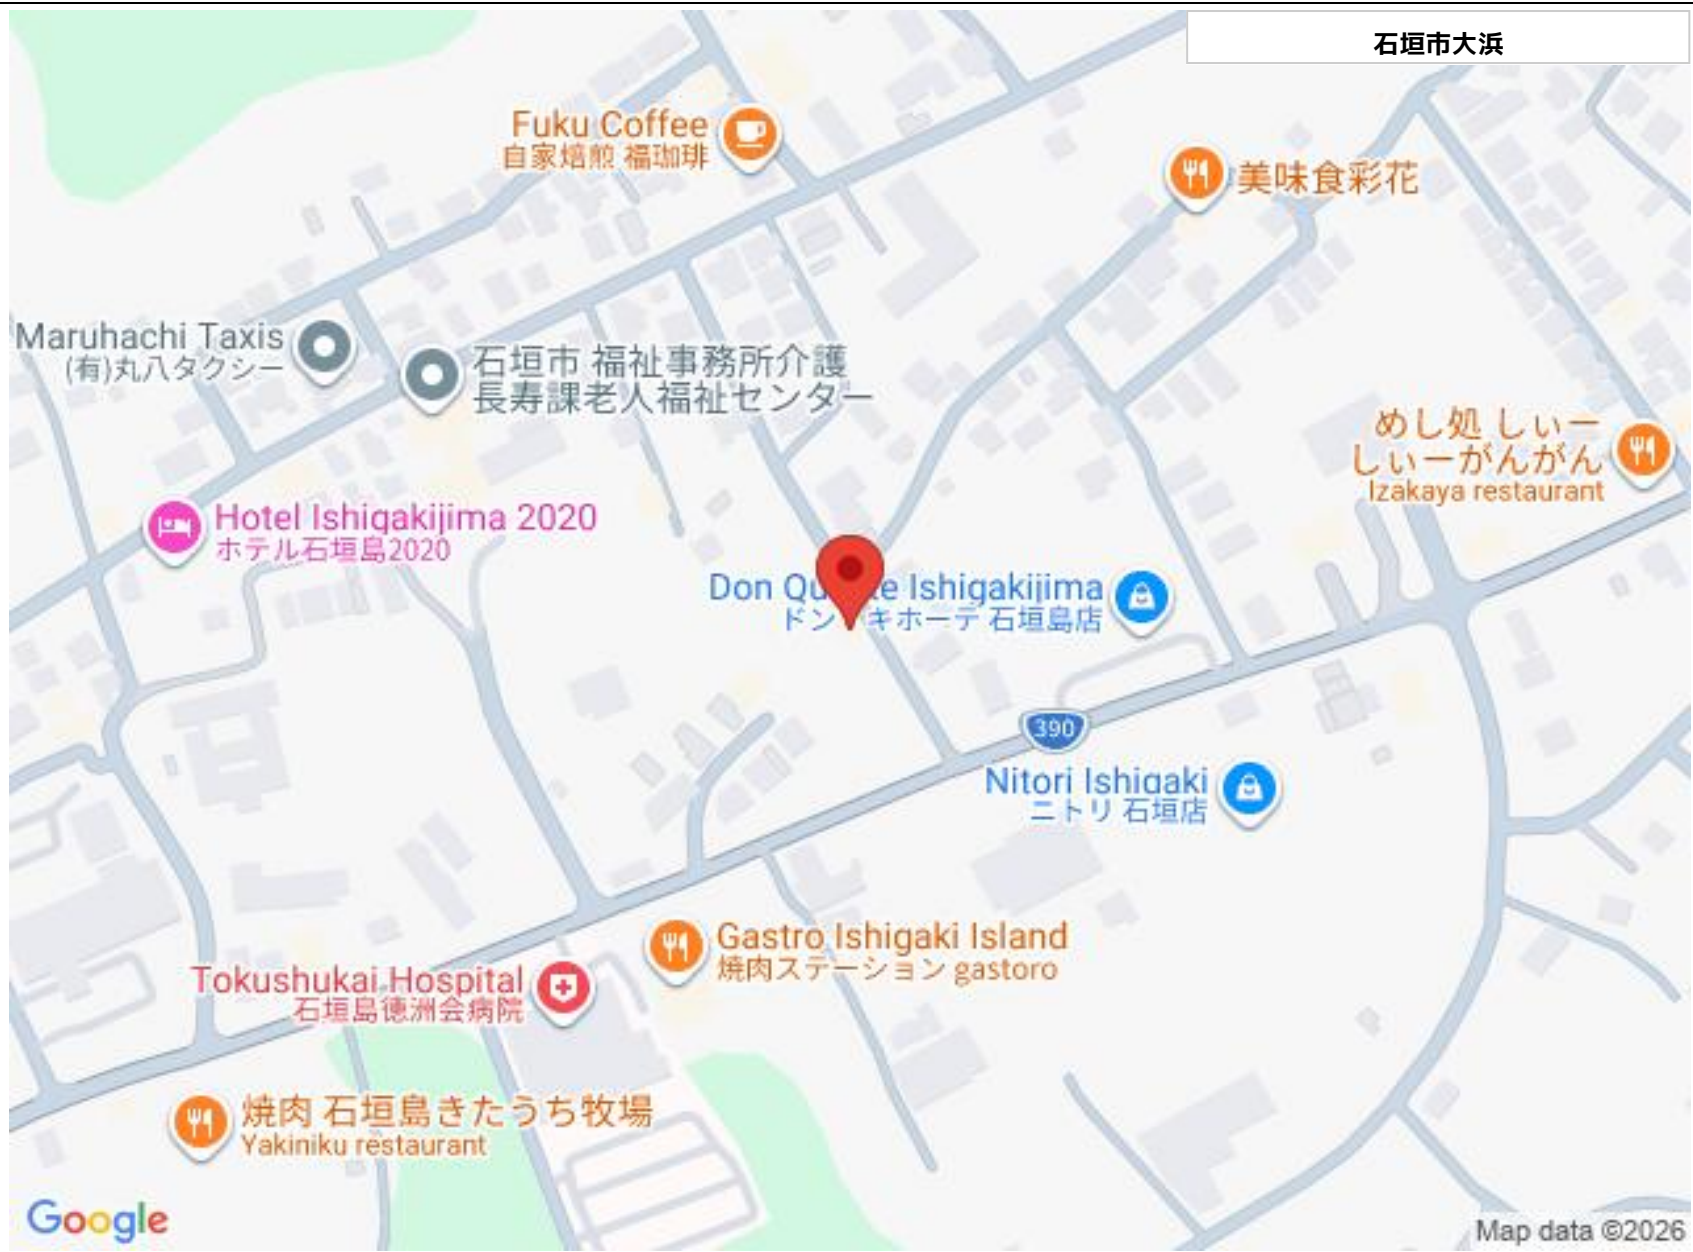 石垣市大浜
Fuku Coffee
自家焙煎 福珈琲
美味食彩花
Maruhachi Taxis
(有)丸八タクシー
石垣市 福祉事務所介護
長寿課老人福祉センター
めし処 しぃー
しぃーがんがん
Izakaya restaurant
Hotel Ishigakijima 2020
ホテル石垣島2020
Ishigakijima
キホーテ 石垣島店
390
Nitori Ishigaki
ニトリ 石垣店
Gastro Ishigaki Island
焼肉ステーション gastoro
Tokushukai Hospital
石垣島徳洲会病院
焼肉 石垣島きたうち牧場
Yakiniku restaurant
Google
Map data ©2026